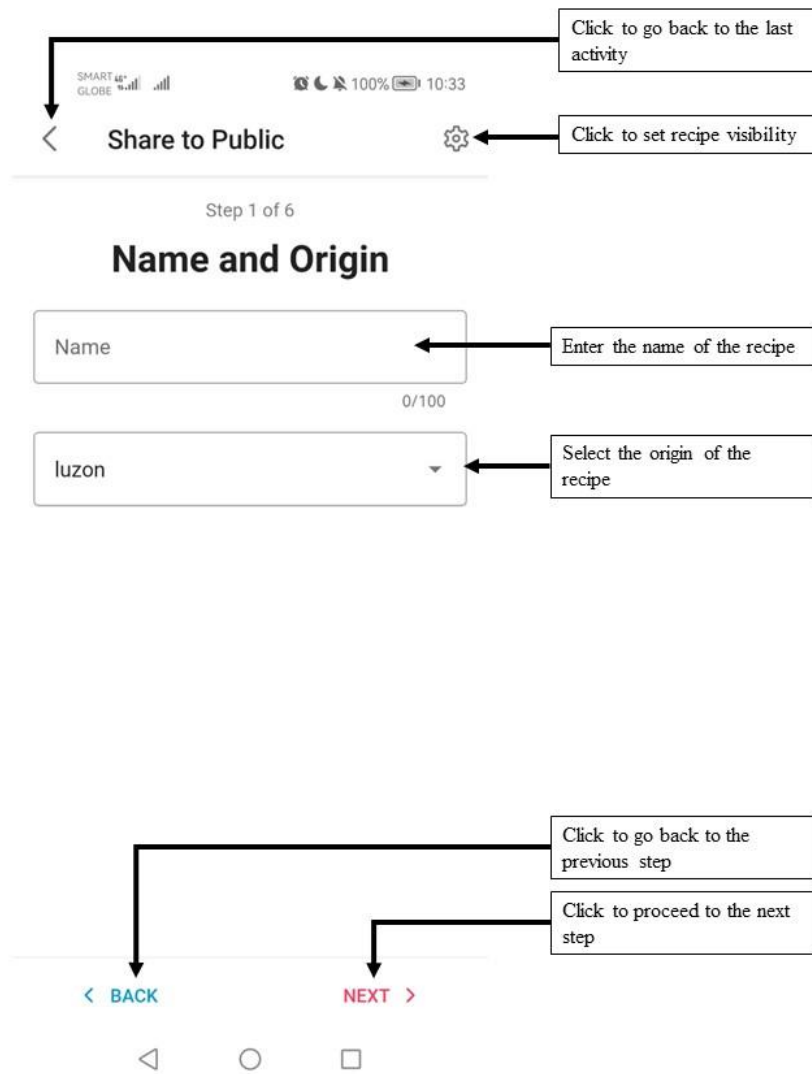 Click to go back to the last
activity
SMART
GLOBE
100%
10:33
Share to Public
Click to set recipe visibility
Step 1 of 6
Name and Origin
Name
Enter the name of the recipe
0/100
luzon
Select the origin of the
recipe
Click to go back to the
previous step
Click to proceed to the next
step
BACK
NEXT